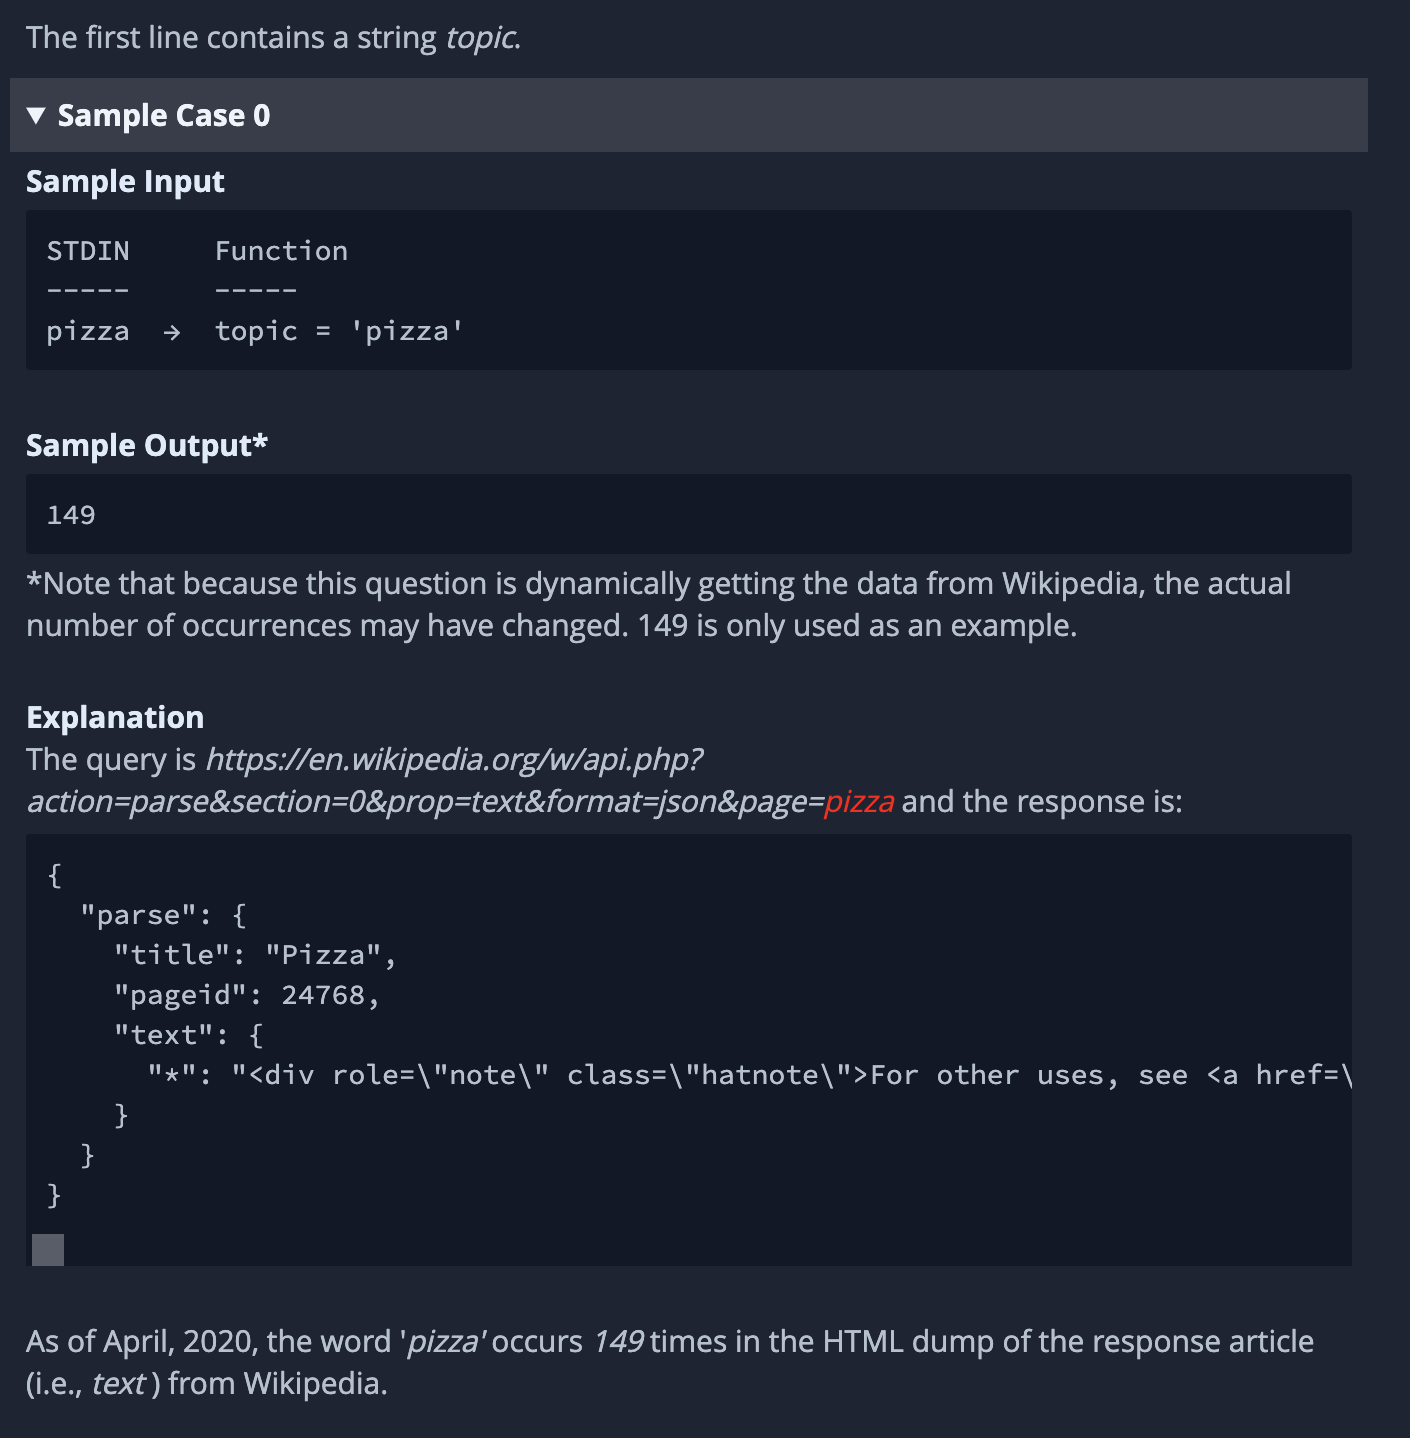 The first line contains a string topic.
▼ Sample Case 0
Sample Input
STDIN     Function
-----     -----
pizza  →  topic = 'pizza'
Sample Output*
149
*Note that because this question is dynamically getting the data from Wikipedia, the actual
number of occurrences may have changed. 149 is only used as an example.
Explanation
The query is https://en.wikipedia.org/w/api.php?
action=parse&section=0&prop=text&format=json&page=pizza and the response is:
{
  "parse": {
    "title": "Pizza",
    "pageid": 24768,
    "text": {
      "*": "<div role=\"note\" class=\"hatnote\">For other uses, see <a href=\
    }
  }
}
As of April, 2020, the word 'pizza' occurs 149 times in the HTML dump of the response article
(i.e., text ) from Wikipedia.